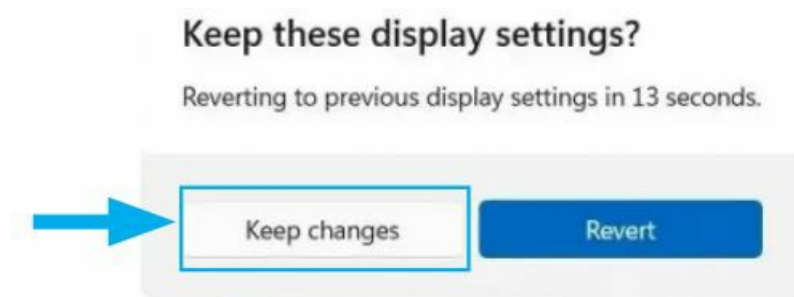 Keep these display settings?
Reverting to previous display settings in 13 seconds.
Keep changes
Revert